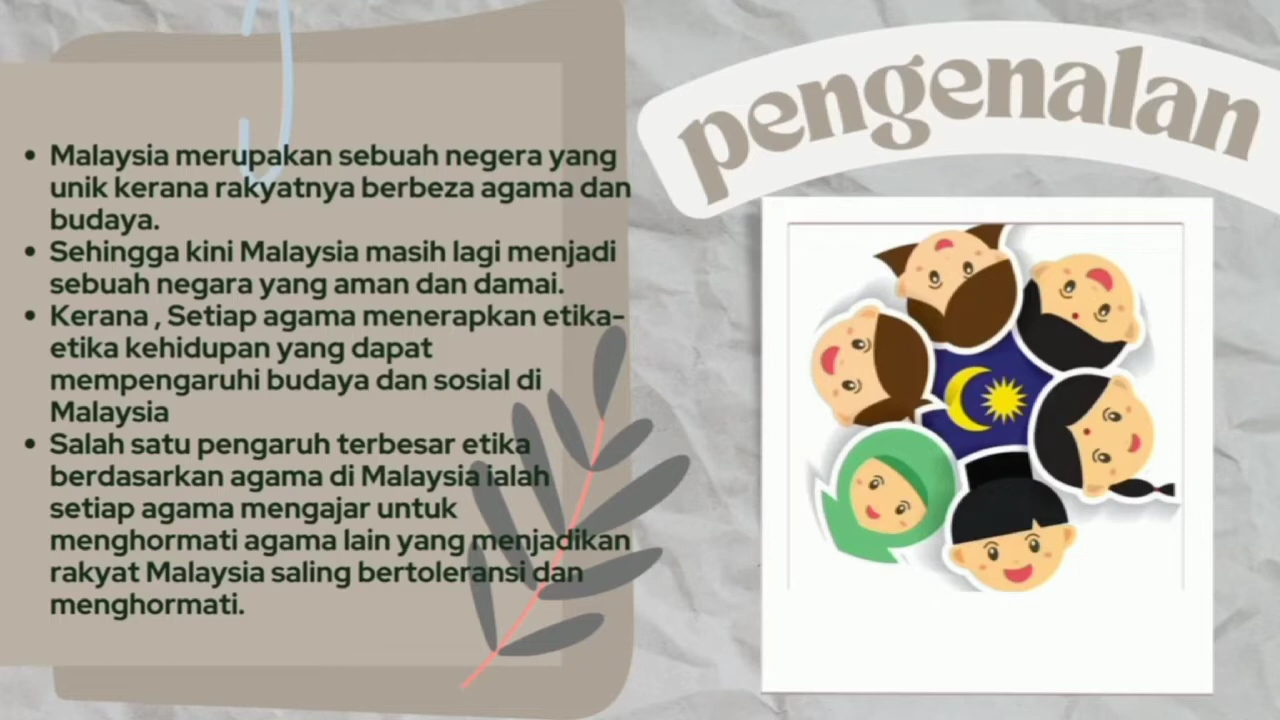 pengenalan
• Malaysia merupakan sebuah negera yang
unik kerana rakyatnya berbeza agama dan
budaya.
• Sehingga kini Malaysia masih lagi menjadi
sebuah negara yang aman dan damai.
• Kerana , Setiap agama menerapkan etika-
etika kehidupan yang dapat
mempengaruhi budaya dan sosial di
Malaysia
• Salah satu pengaruh terbesar etika
berdasarkan agama di Malaysia ialah
setiap agama mengajar untuk
menghormati agama lain yang menjadikan
rakyat Malaysia saling bertoleransi dan
menghormati.